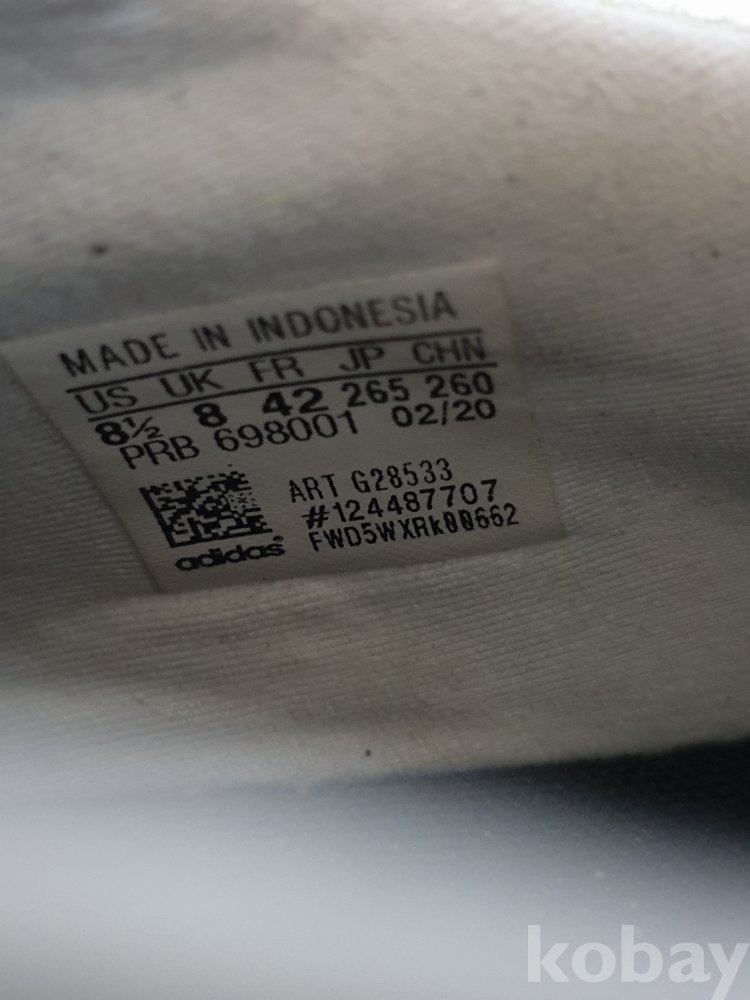 MADE IN INDONESIA
US UK FR JP CHN
8½ 8 42 265 260
PRB 698001 02/20
ART G28533
#124487707
FWD5WXRk00662
adidas
kobay